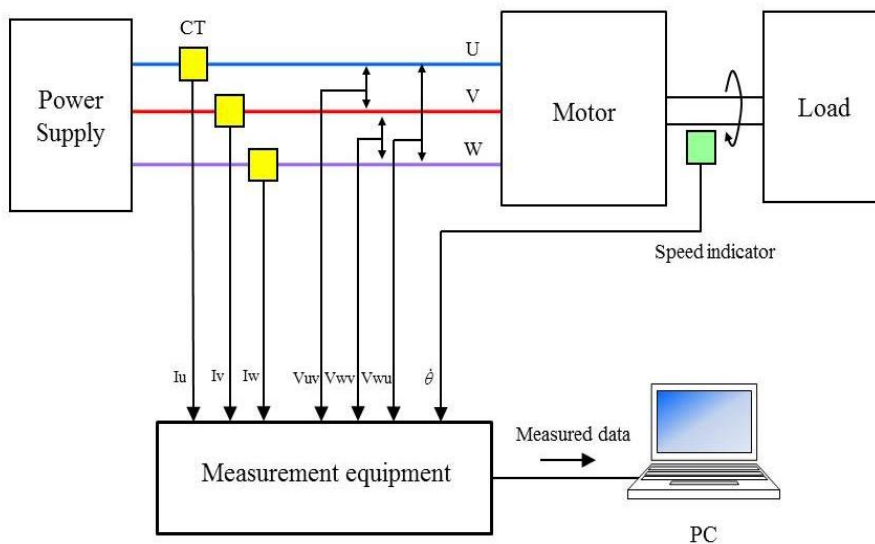 CT
U
Power
Supply
V
Motor
Load
W
Speed indicator
Iu
Iv
Iw
Vuv
Vwv
Vwu
θ̇
Measured data
Measurement equipment
PC